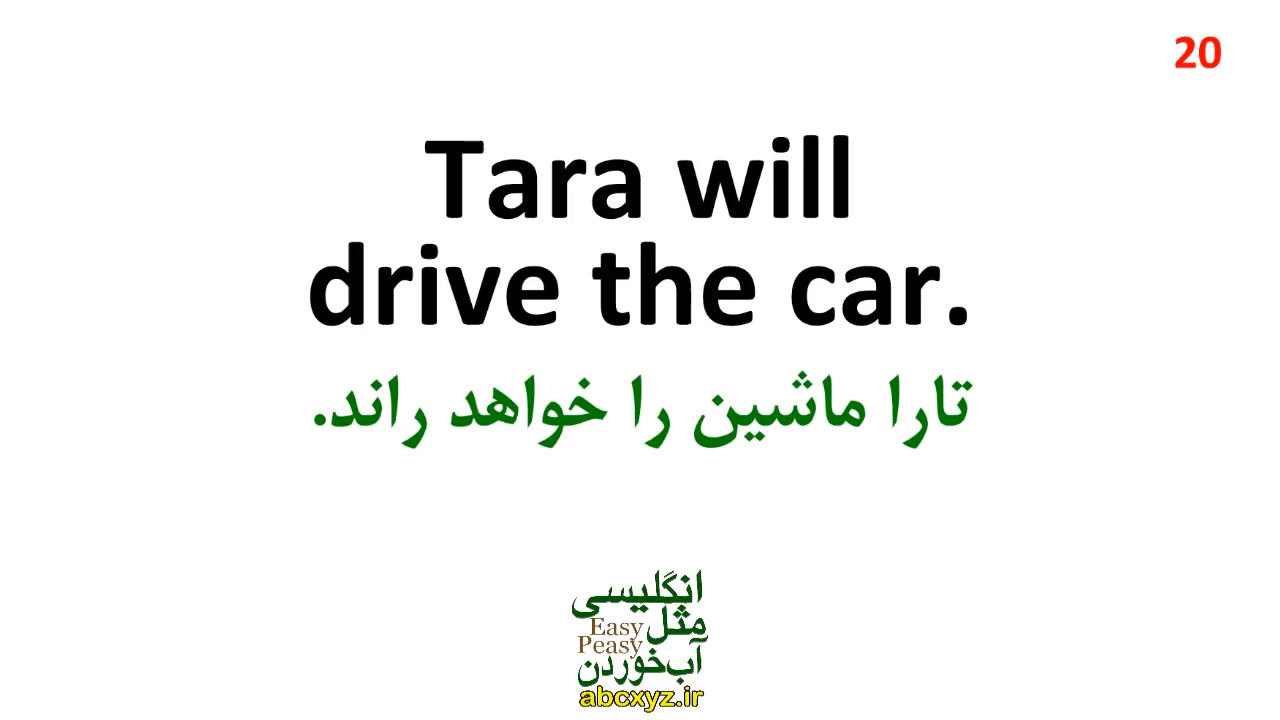 20
Tara will
drive the car.
تارا ماشین را خواهد راند.
انگلیسی
مثل Easy
Peasy
آب‌خوردن
abcxyz.ir